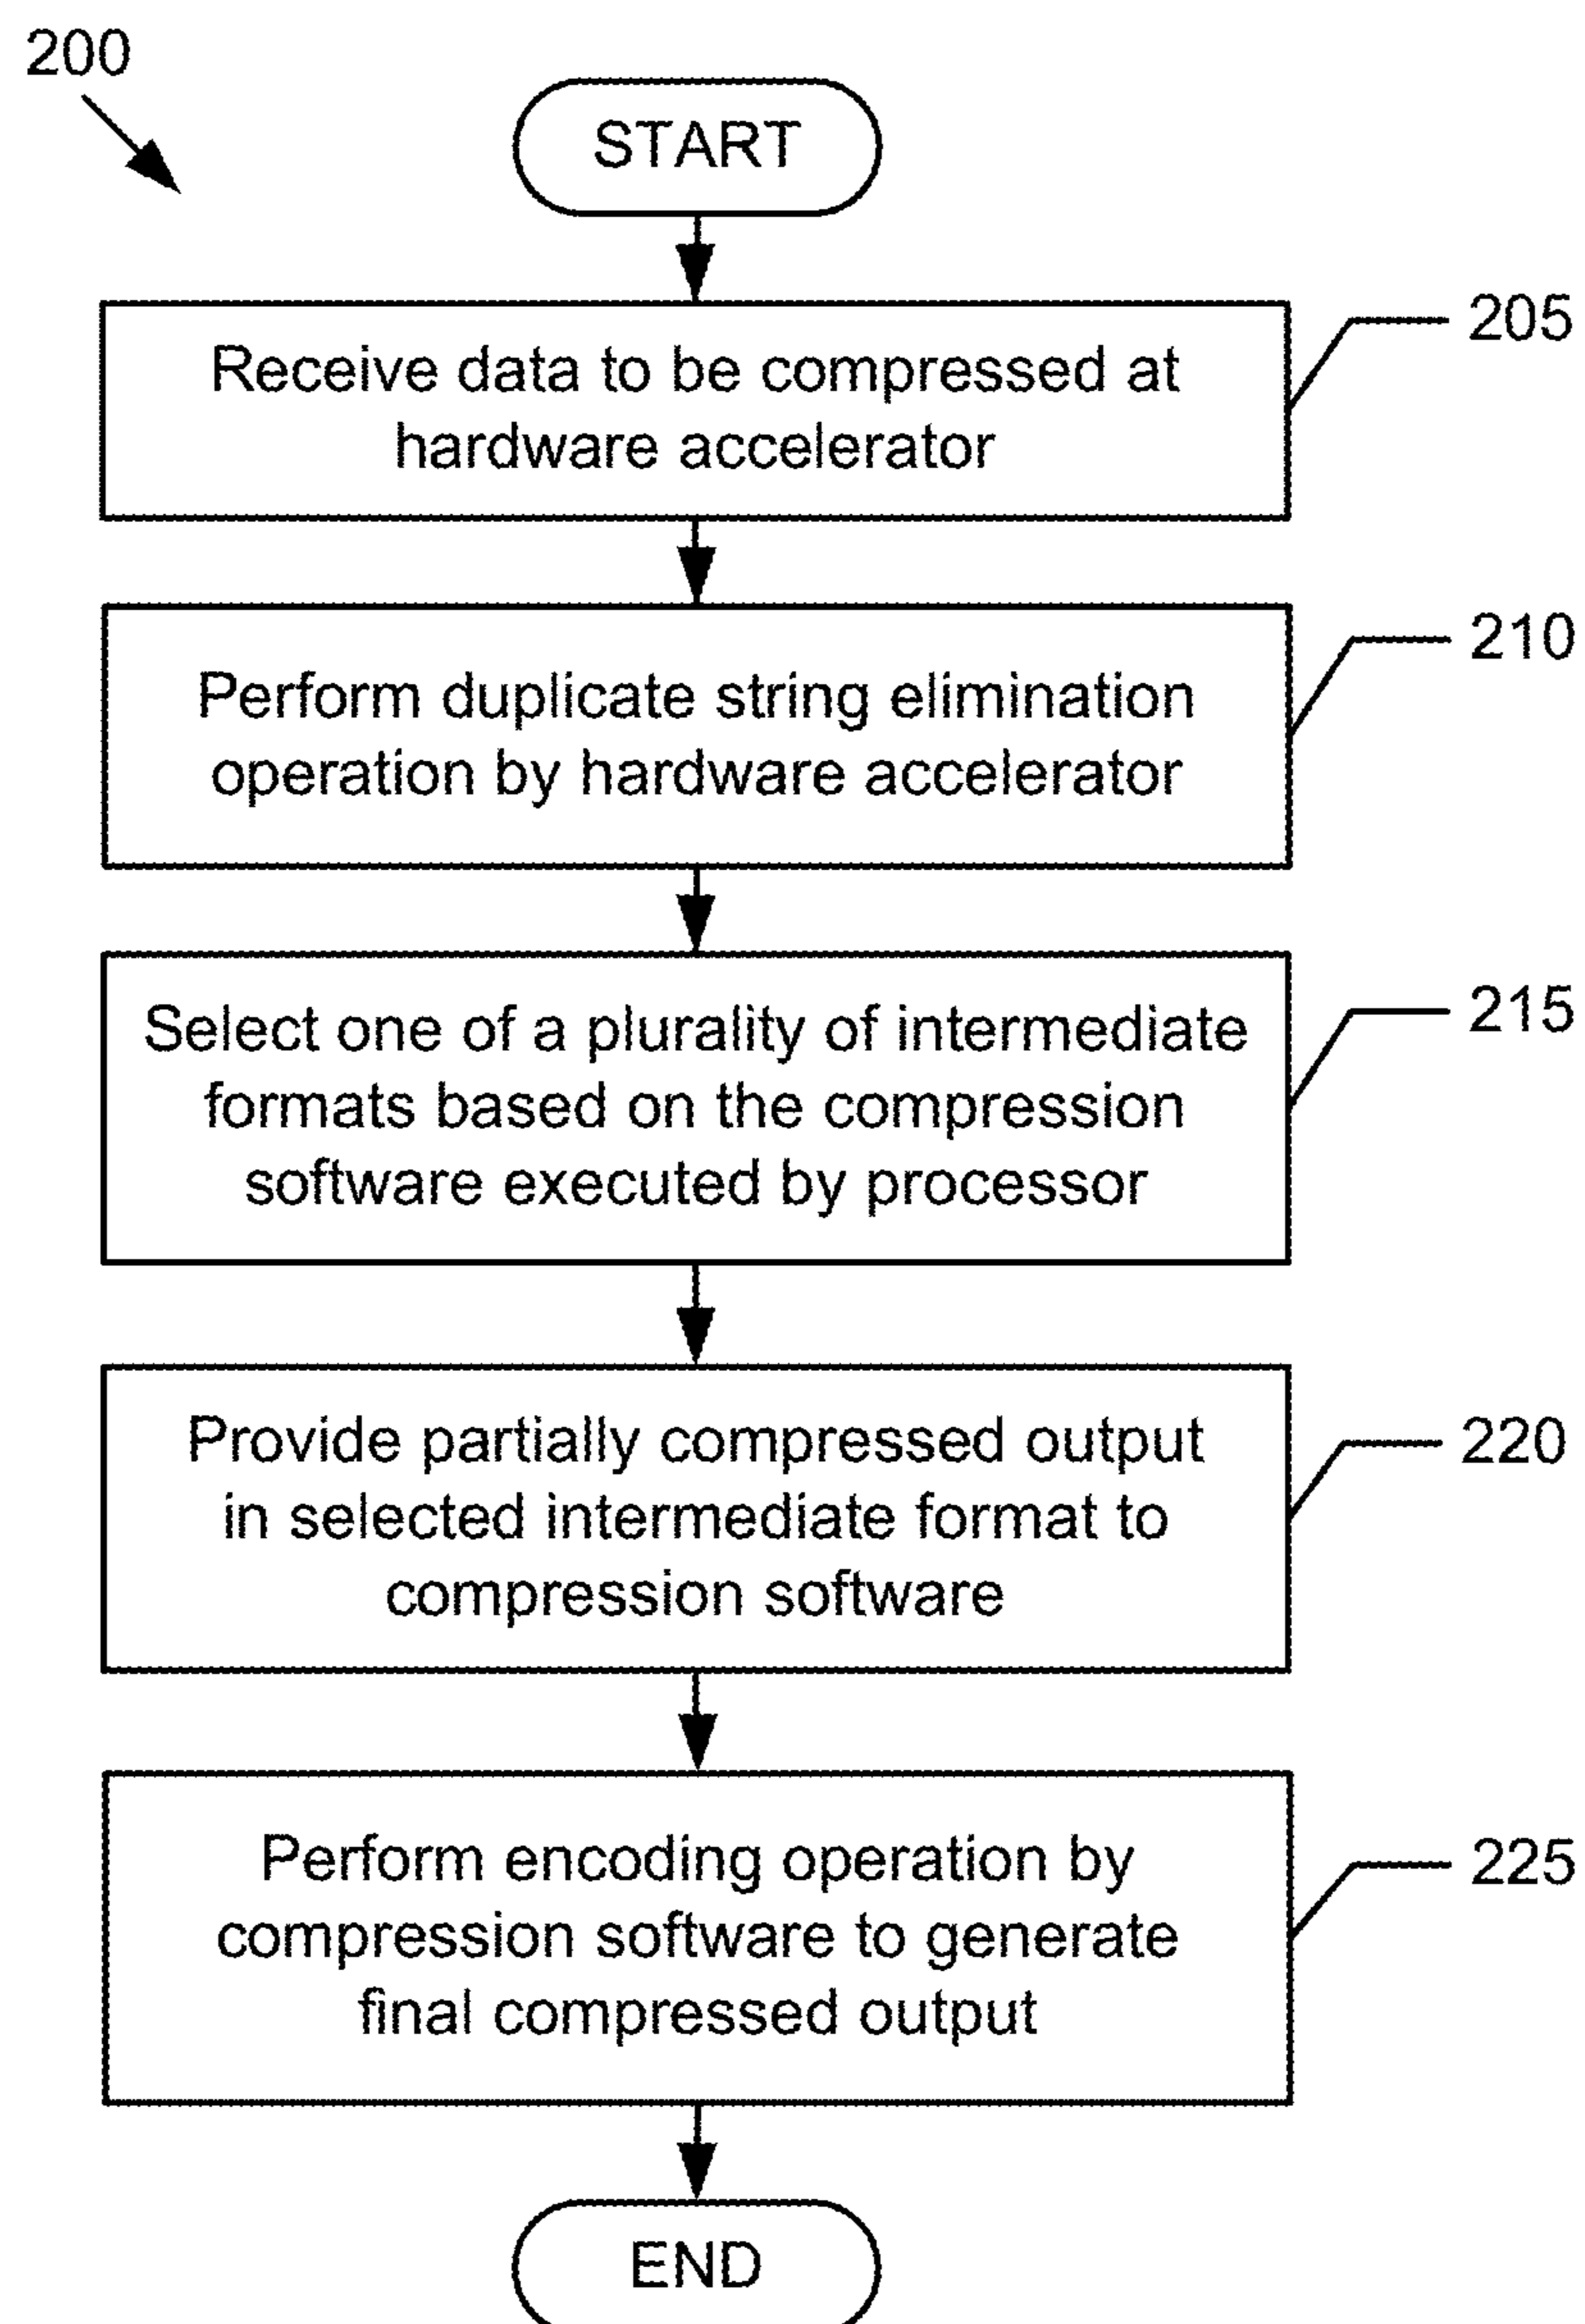 200
START
Receive data to be compressed at
hardware accelerator
205
Perform duplicate string elimination
operation by hardware accelerator
210
Select one of a plurality of intermediate
formats based on the compression
software executed by processor
215
Provide partially compressed output
in selected intermediate format to
compression software
220
Perform encoding operation by
compression software to generate
final compressed output
225
END